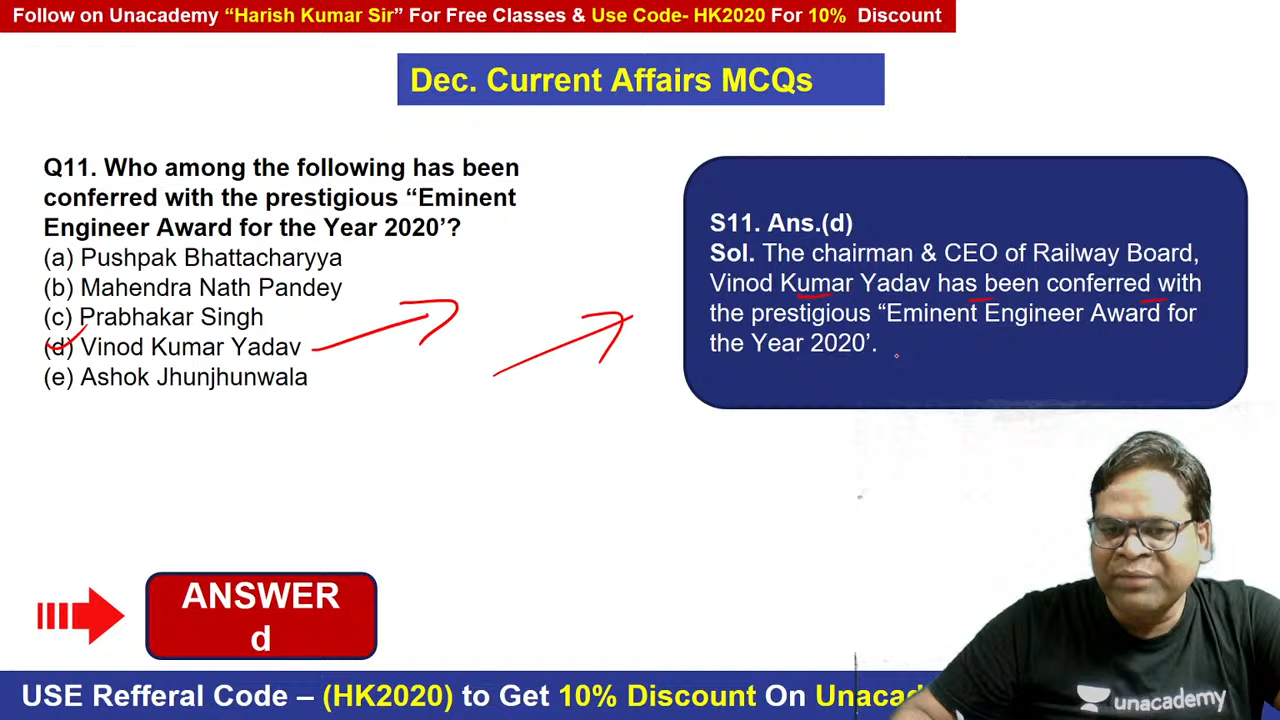 Follow on Unacademy “Harish Kumar Sir” For Free Classes & Use Code- HK2020 For 10% Discount
Dec. Current Affairs MCQs
Q11. Who among the following has been
conferred with the prestigious “Eminent
Engineer Award for the Year 2020’?
(a) Pushpak Bhattacharyya
(b) Mahendra Nath Pandey
(c) Prabhakar Singh
(d) Vinod Kumar Yadav
(e) Ashok Jhunjhunwala
S11. Ans.(d)
Sol. The chairman & CEO of Railway Board,
Vinod Kumar Yadav has been conferred with
the prestigious “Eminent Engineer Award for
the Year 2020’.
ANSWER
d
USE Refferal Code – (HK2020) to Get 10% Discount On
unacademy